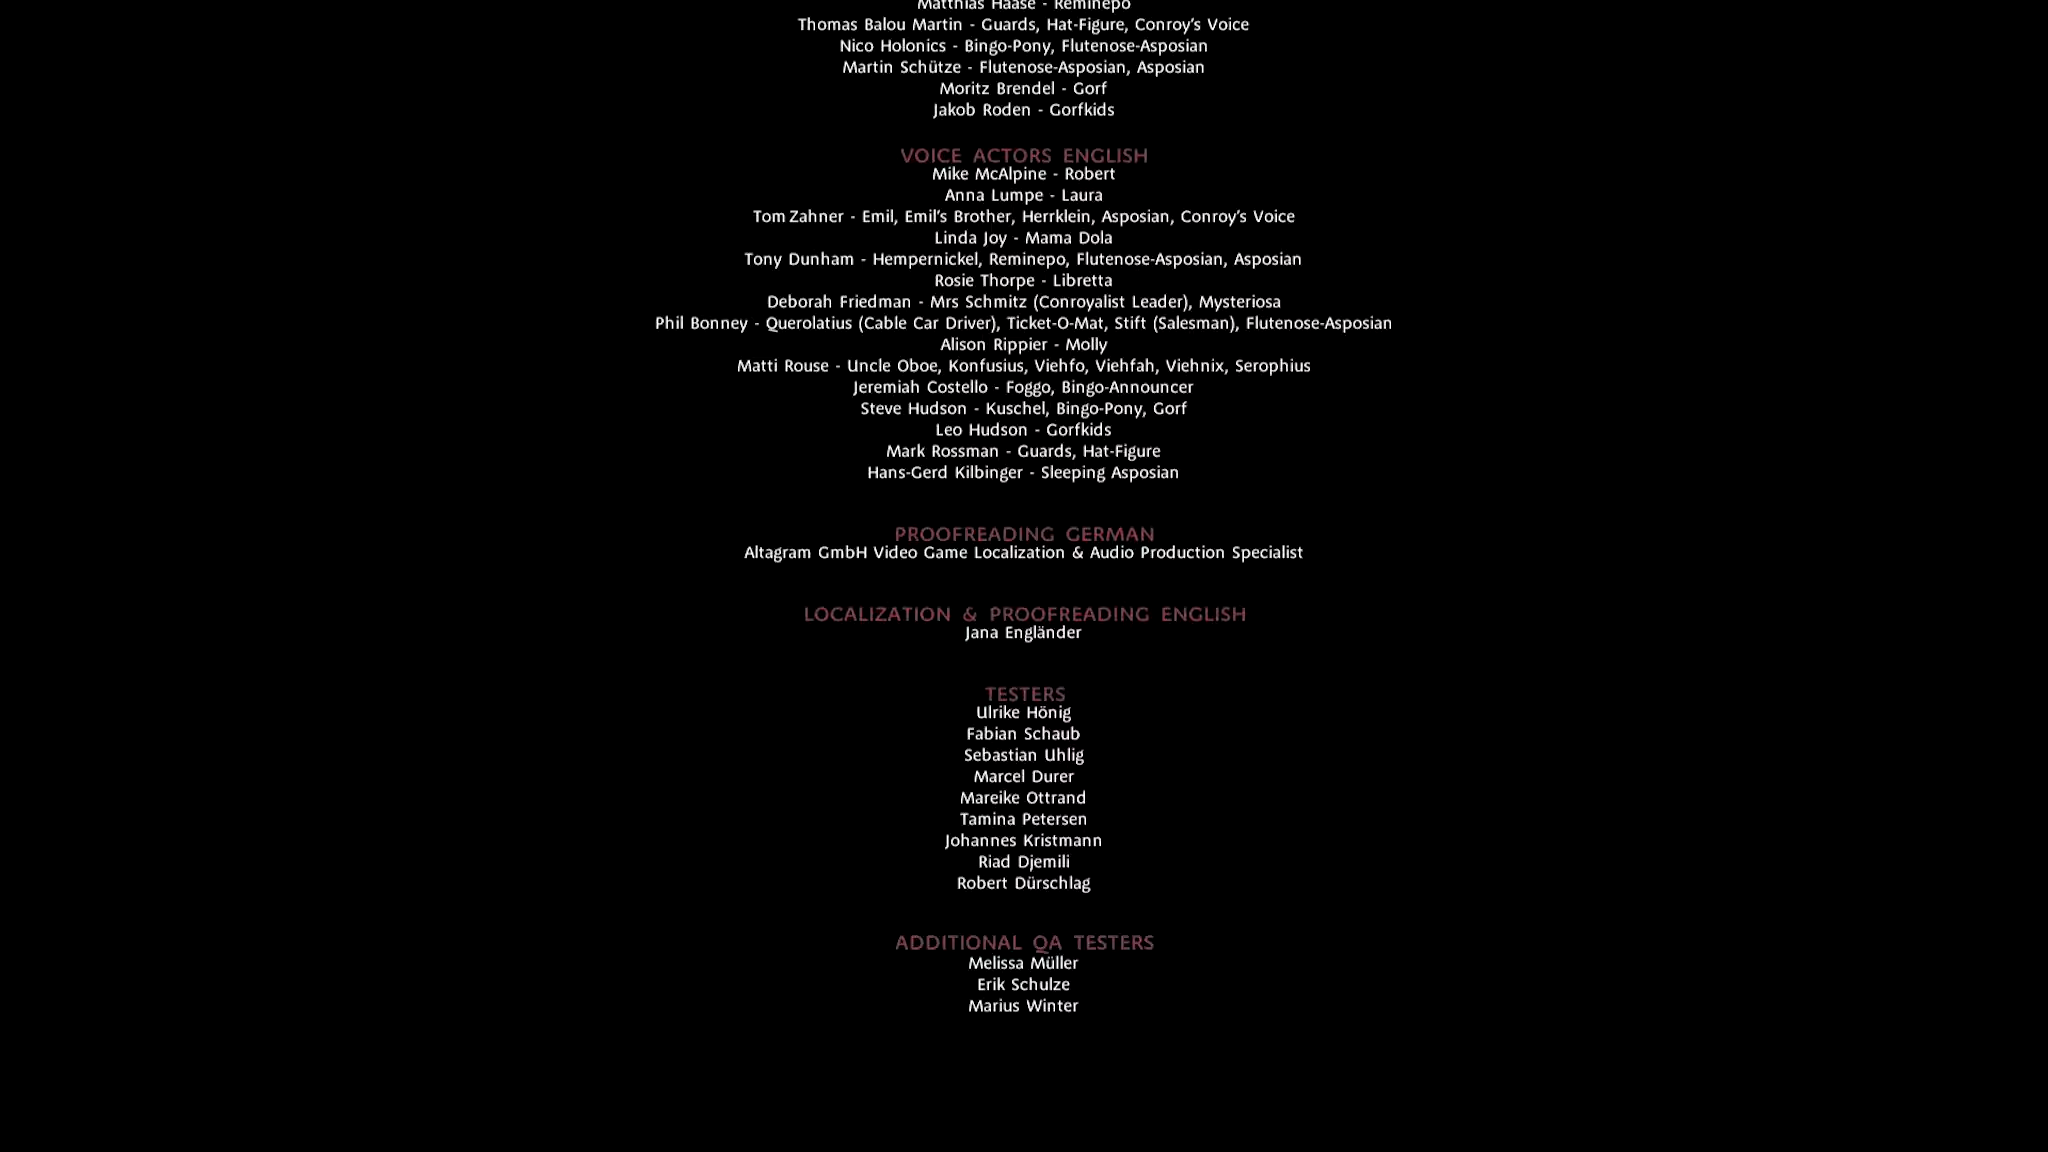 Matthias Haase - Reminepo
Thomas Balou Martin - Guards, Hat-Figure, Conroy's Voice
Nico Holonics - Bingo-Pony, Flutenose-Asposian
Martin Schütze - Flutenose-Asposian, Asposian
Moritz Brendel - Gorf
Jakob Roden - Gorfkids
VOICE ACTORS ENGLISH
Mike McAlpine - Robert
Anna Lumpe - Laura
Tom Zahner - Emil, Emil's Brother, Herrklein, Asposian, Conroy's Voice
Linda Joy - Mama Dola
Tony Dunham - Hempernickel, Reminepo, Flutenose-Asposian, Asposian
Rosie Thorpe - Libretta
Deborah Friedman - Mrs Schmitz (Conroyalist Leader), Mysteriosa
Phil Bonney - Querolatius (Cable Car Driver), Ticket-O-Mat, Stift (Salesman), Flutenose-Asposian
Alison Rippier - Molly
Matti Rouse - Uncle Oboe, Konfusius, Viehfo, Viehfah, Viehnix, Serophius
Jeremiah Costello - Foggo, Bingo-Announcer
Steve Hudson - Kuschel, Bingo-Pony, Gorf
Leo Hudson - Gorfkids
Mark Rossman - Guards, Hat-Figure
Hans-Gerd Kilbinger - Sleeping Asposian
PROOFREADING GERMAN
Altagram GmbH Video Game Localization & Audio Production Specialist
LOCALIZATION & PROOFREADING ENGLISH
Jana Engländer
TESTERS
Ulrike Hönig
Fabian Schaub
Sebastian Uhlig
Marcel Durer
Mareike Ottrand
Tamina Petersen
Johannes Kristmann
Riad Djemili
Robert Dürschlag
ADDITIONAL QA TESTERS
Melissa Müller
Erik Schulze
Marius Winter